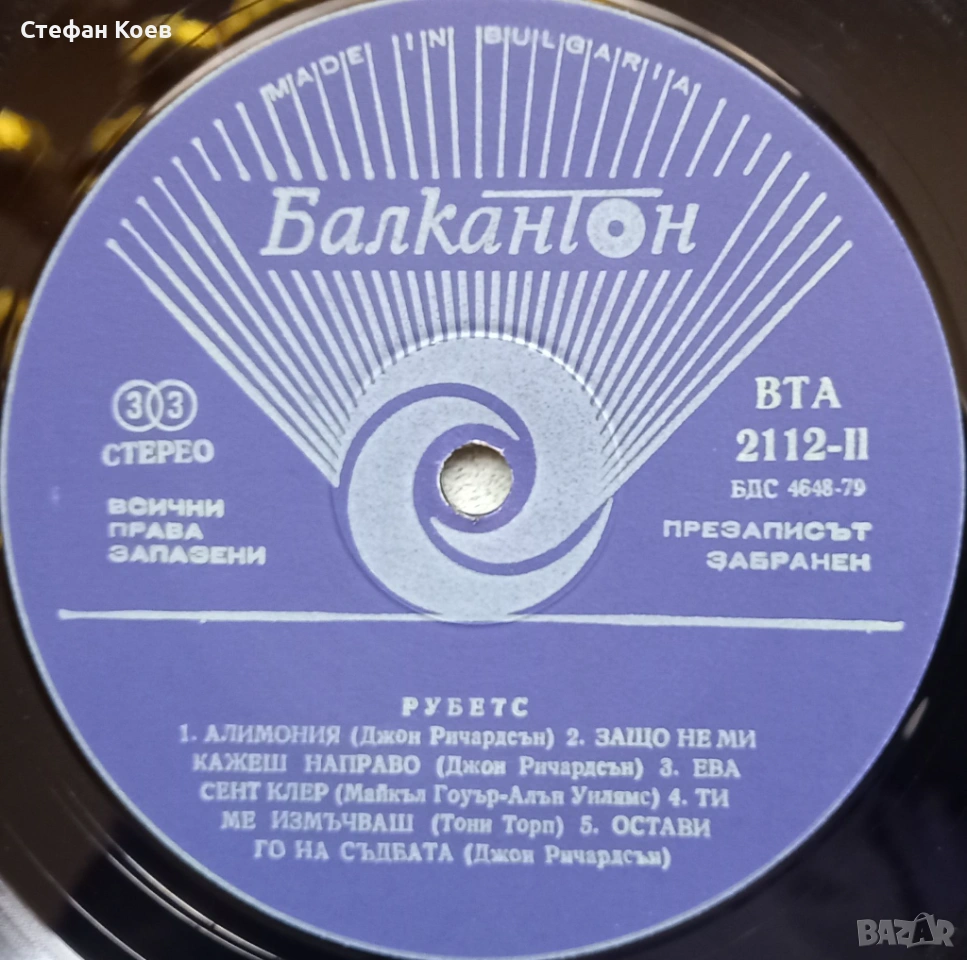 Стефан Коев
MADE IN BULGARIA
Балкантон
33
СТЕРЕО
ВСИЧНИ
ПРАВА
ЗАПАЗЕНИ
ВТА
2112-II
БДС 4648-79
ПРЕЗАПИСЪТ
ЗАБРАНЕН
РУБЕТС
1. АЛИМОНИЯ (Джон Ричардсън) 2. ЗАЩО НЕ МИ
КАЖЕШ НАПРАВО (Джон Ричардсън) 3. ЕВА
СЕНТ КЛЕР (Майкъл Гоуър-Алън Уилямс) 4. ТИ
МЕ ИЗМЪЧВАШ (Тони Торп) 5. ОСТАВИ
ГО НА СЪДБАТА (Джон Ричардсън)
BAZAR